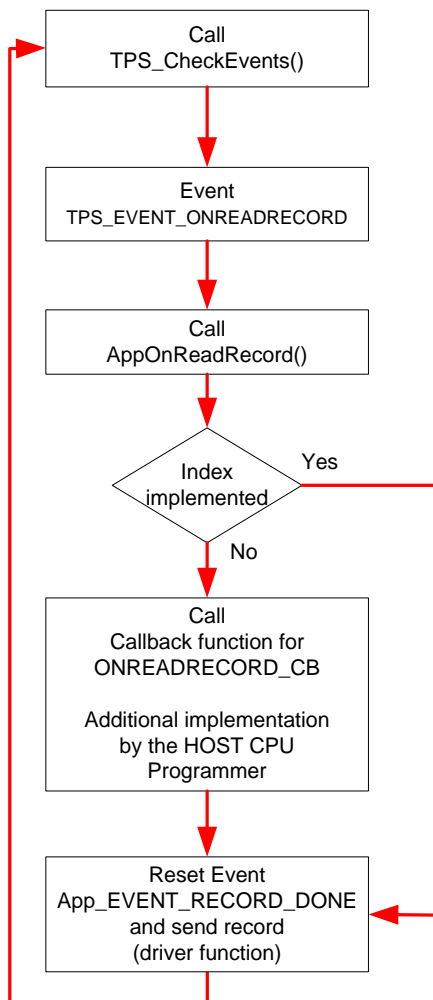 Call
TPS_CheckEvents()
Event
TPS_EVENT_ONREADRECORD
Call
AppOnReadRecord()
Index
implemented
Yes
No
Call
Callback function for
ONREADRECORD_CB
Additional implementation
by the HOST CPU
Programmer
Reset Event
App_EVENT_RECORD_DONE
and send record
(driver function)